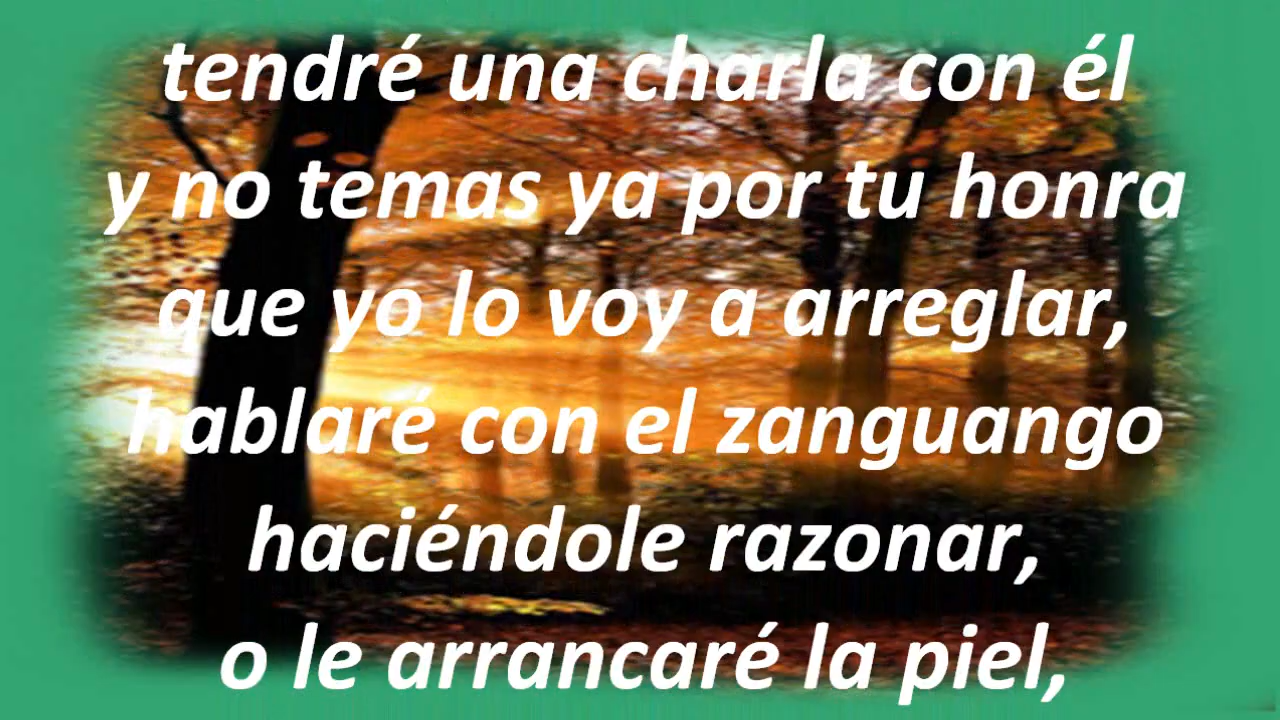 tendré una charla con él
y no temas ya por tu honra
que yo lo voy a arreglar,
hablaré con el zanguango
haciéndole razonar,
o le arrancaré la piel,